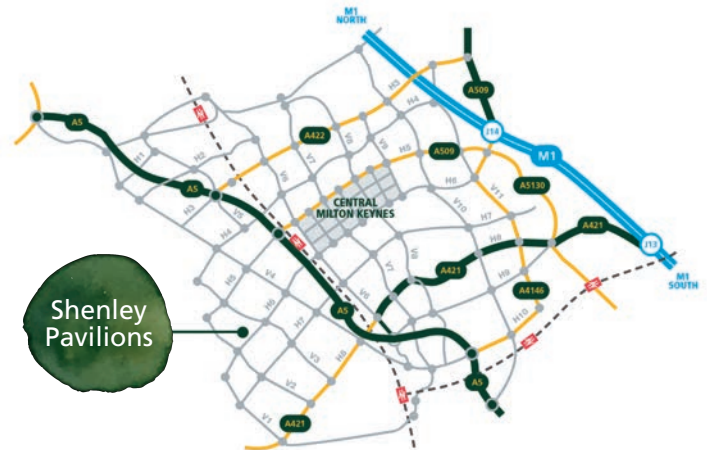 M1
NORTH
A509
H3
A5
H4
J14
A422
V8
V9
H5
A509
M1
H1
H2
V7
V6
H6
A5130
A5
CENTRAL
MILTON KEYNES
V11
V10
H3
V5
H7
A421
H4
H8
J13
V8
V7
A421
M1
SOUTH
H5
V4
H9
A4146
H6
V6
A5
Shenley
Pavilions
H7
H10
V3
H8
A5
V2
V1
A421